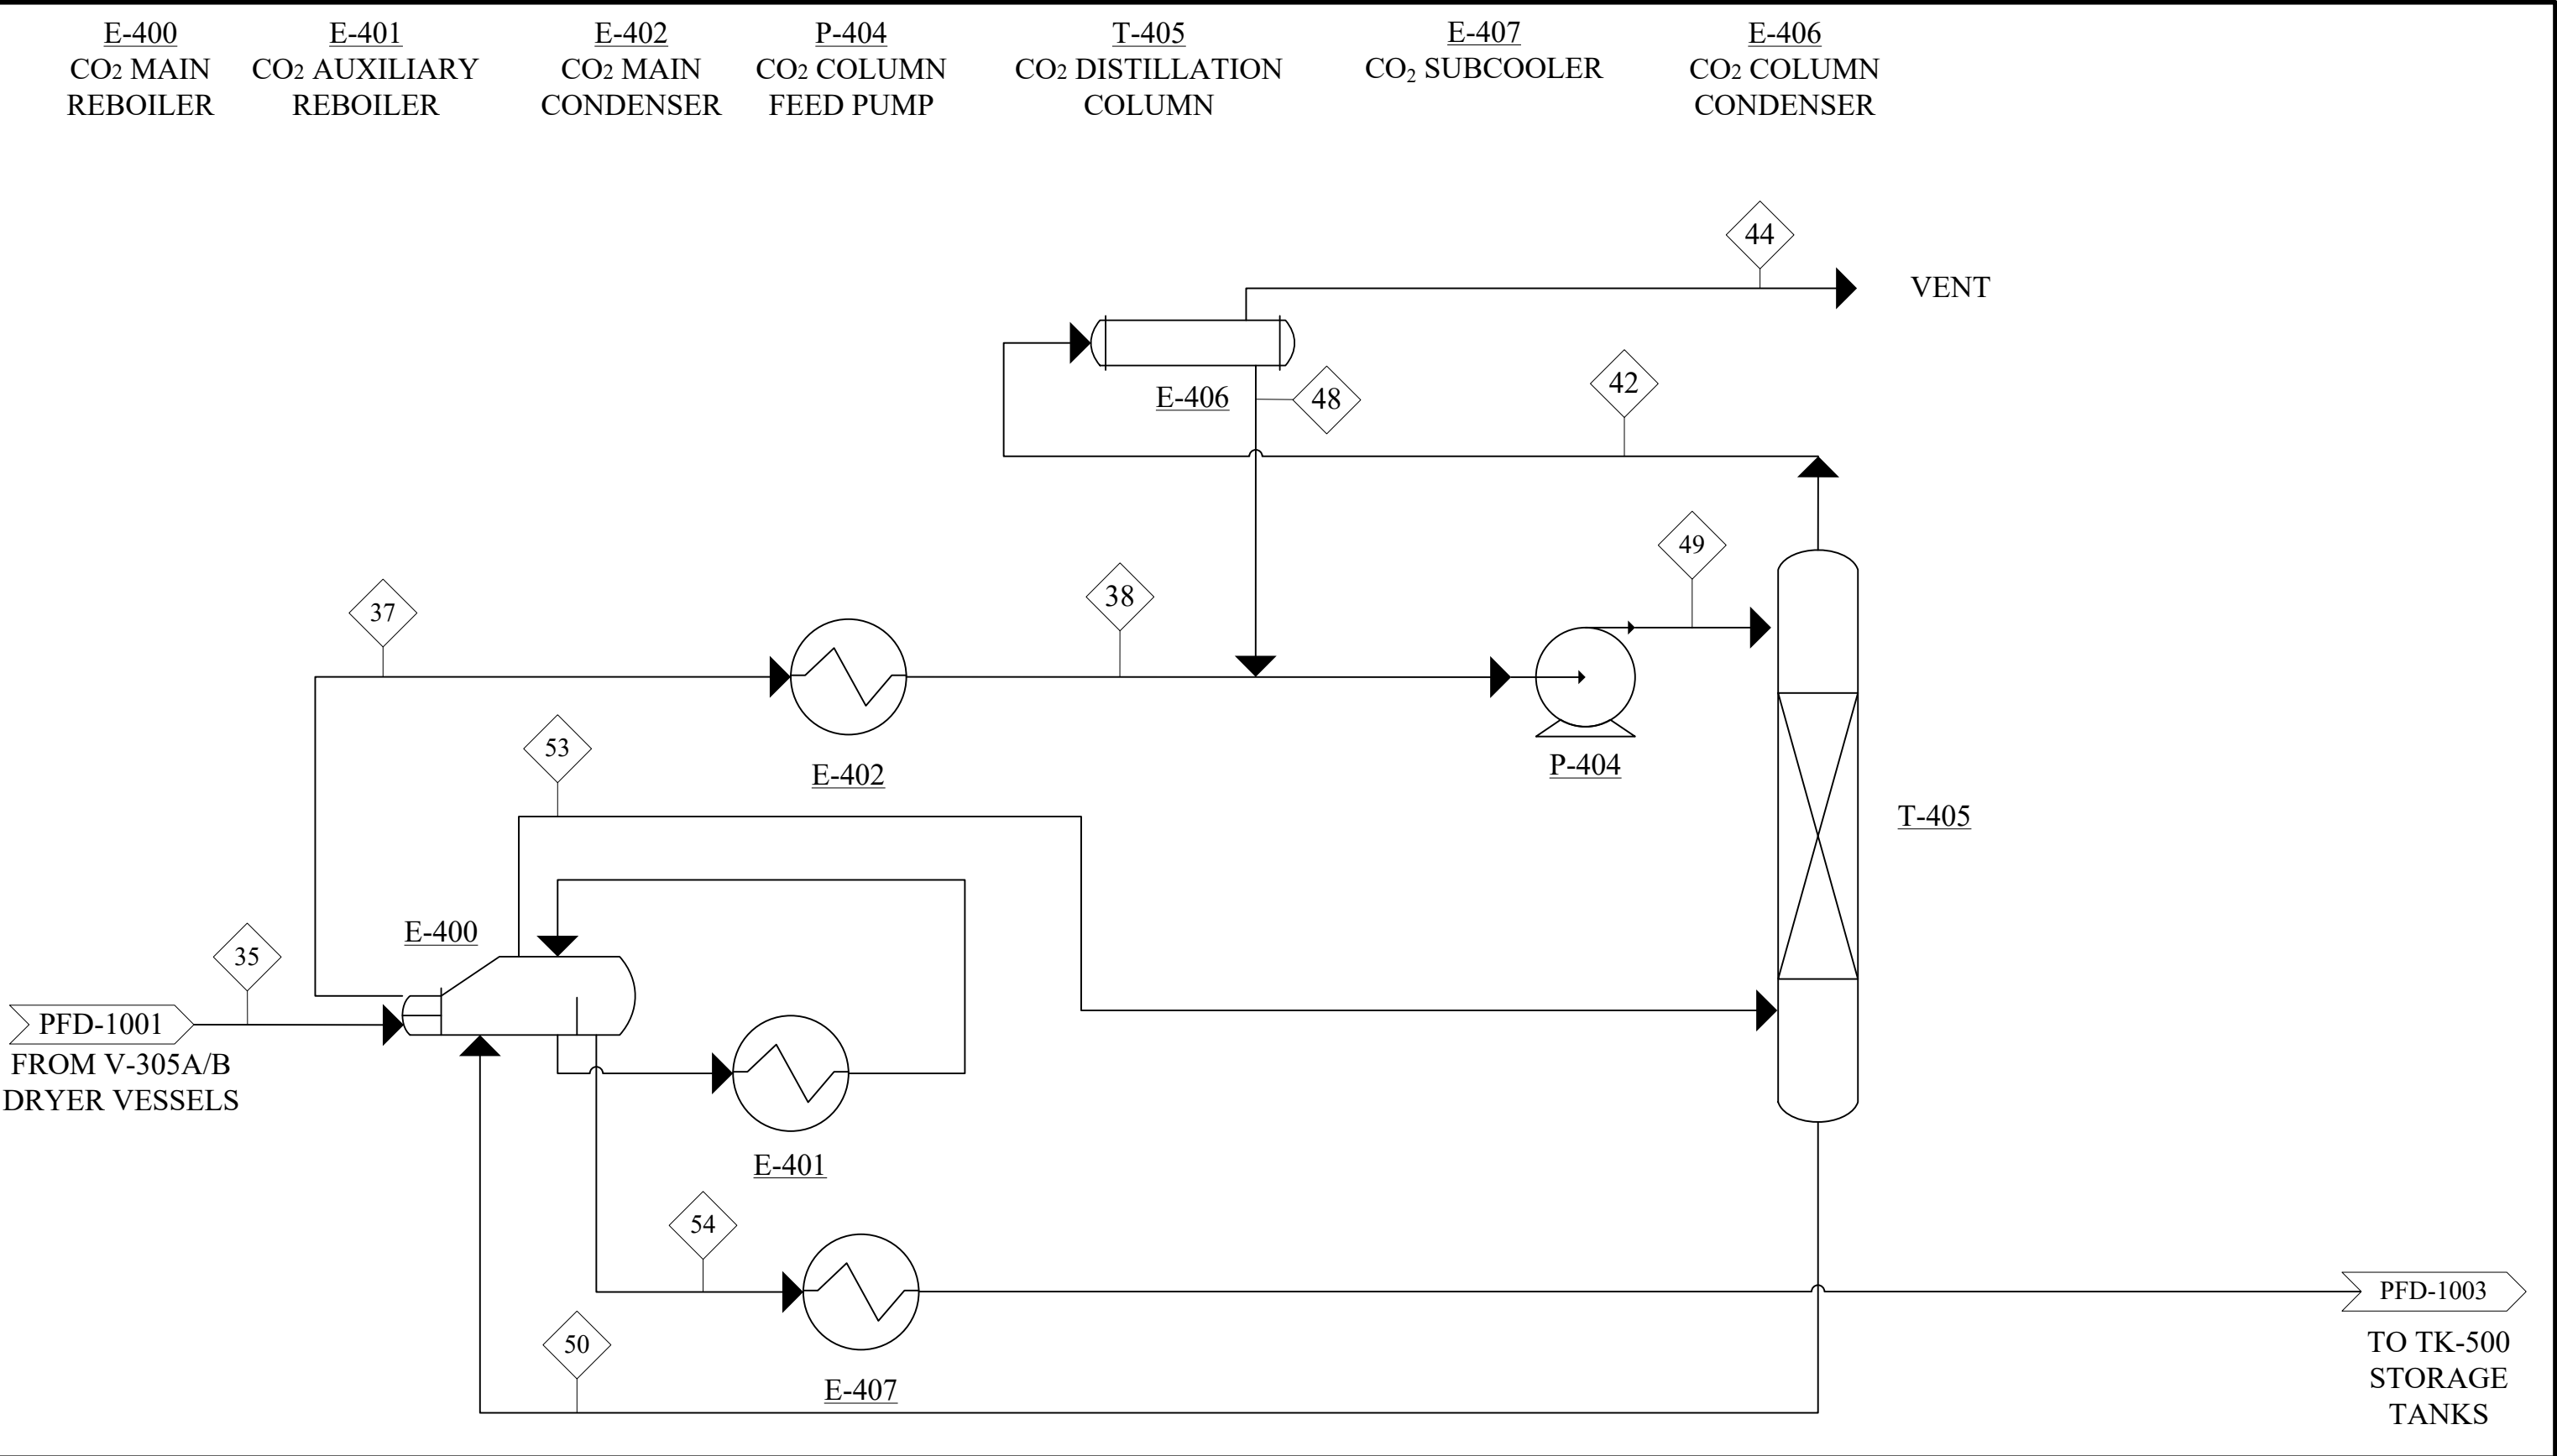 E-400
CO2 MAIN
REBOILER
E-401
CO2 AUXILIARY
REBOILER
E-402
CO2 MAIN
CONDENSER
P-404
CO2 COLUMN
FEED PUMP
T-405
CO2 DISTILLATION
COLUMN
E-407
CO₂ SUBCOOLER
E-406
CO2 COLUMN
CONDENSER
44
VENT
42
E-406
48
49
37
38
53
E-402
P-404
T-405
E-400
35
PFD-1001
FROM V-305A/B
DRYER VESSELS
E-401
54
50
E-407
PFD-1003
TO TK-500
STORAGE
TANKS